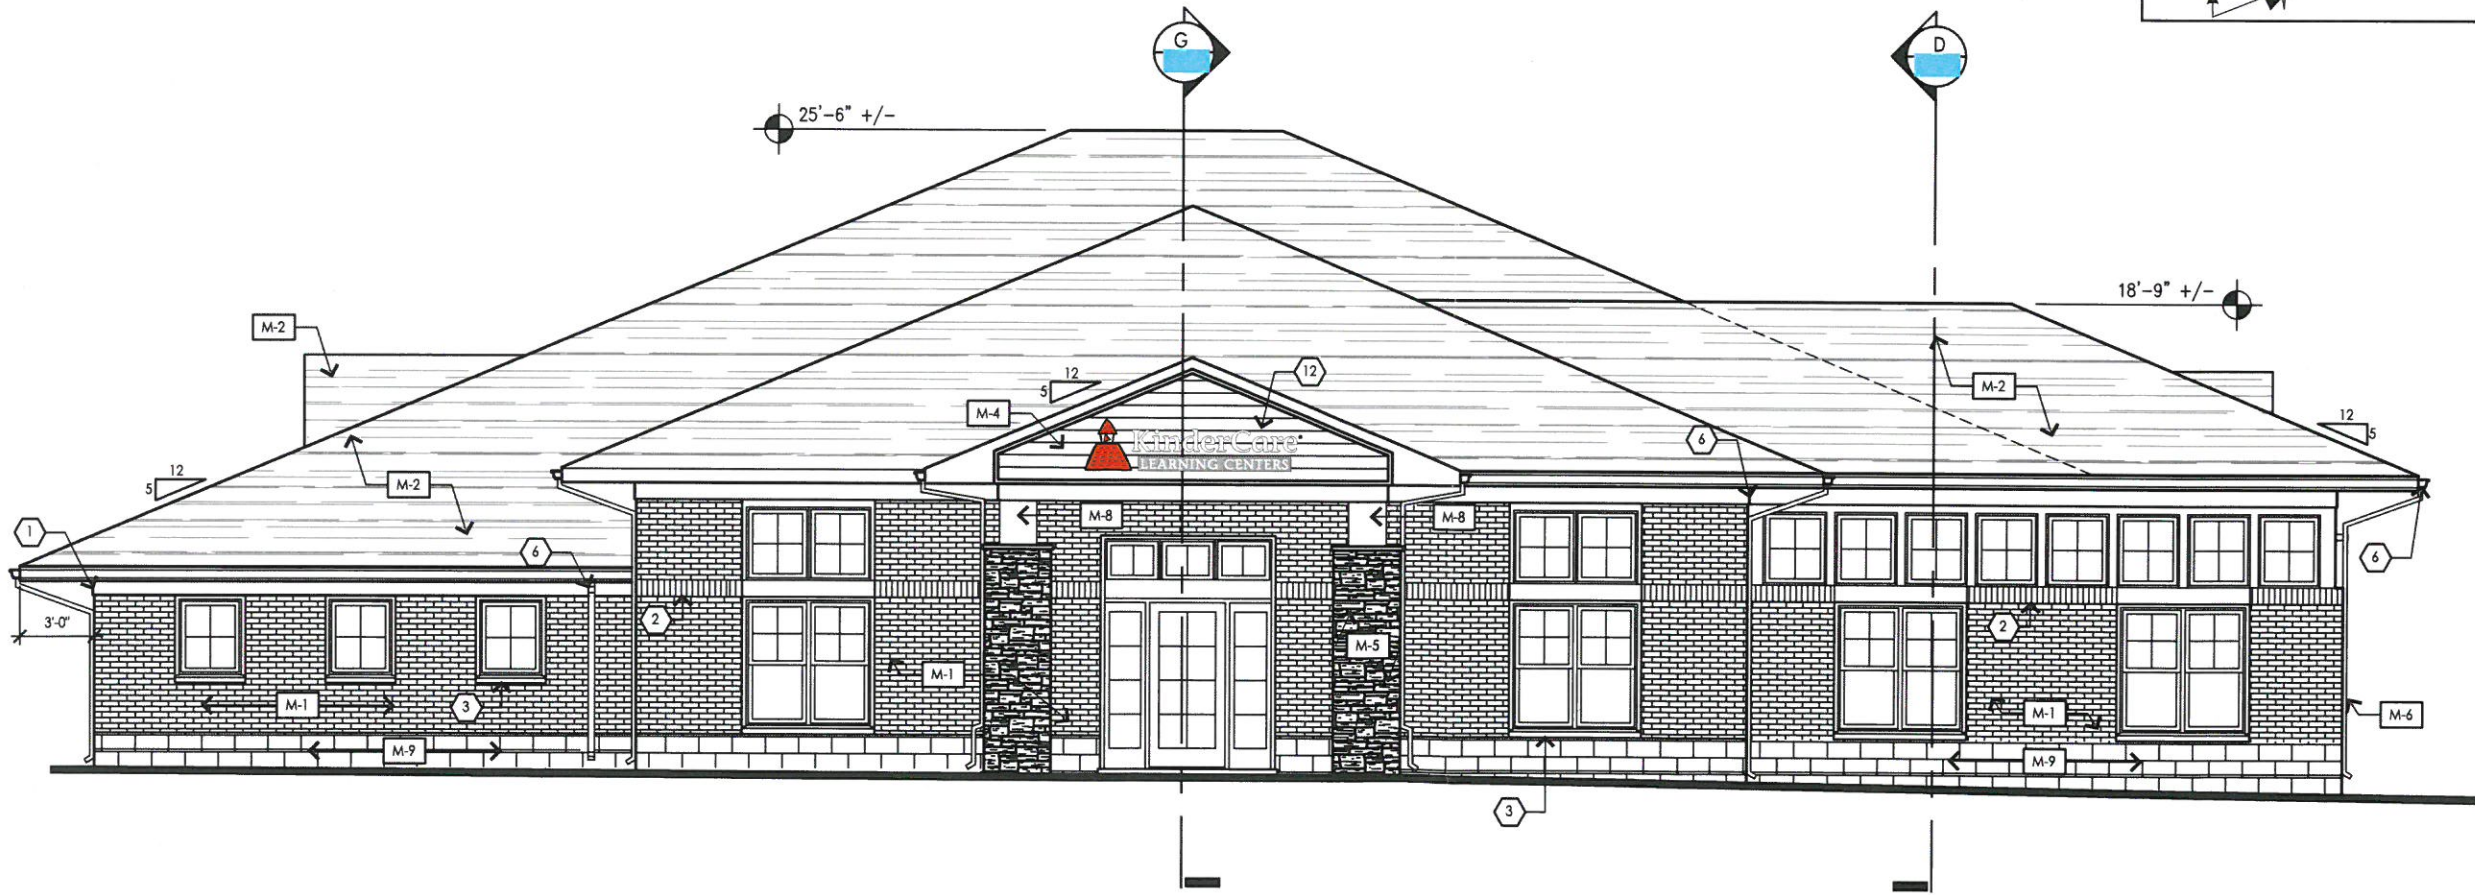 G
D
25'-6" +/-
18'-9" +/-
M-2
12
5
12
M-4
M-2
12
5
KinderCare
LEARNING CENTERS
6
12
5
M-2
1
6
M-8
M-8
6
3'-0"
2
M-1
M-5
2
M-1
3
M-1
M-6
M-9
M-9
3